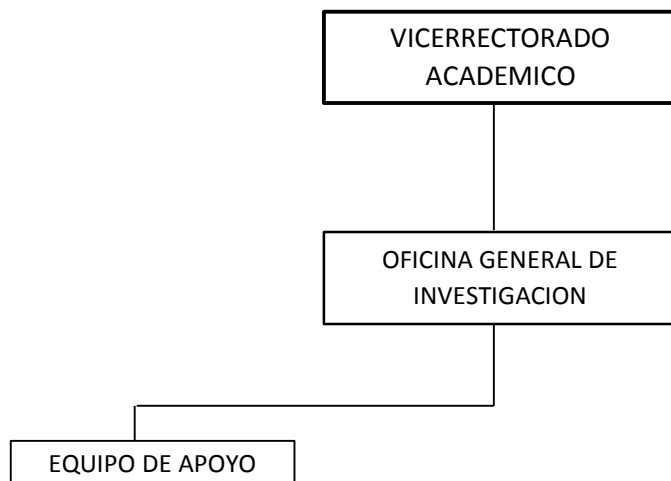 VICERRECTORADO
ACADEMICO
OFICINA GENERAL DE
INVESTIGACION
EQUIPO DE APOYO